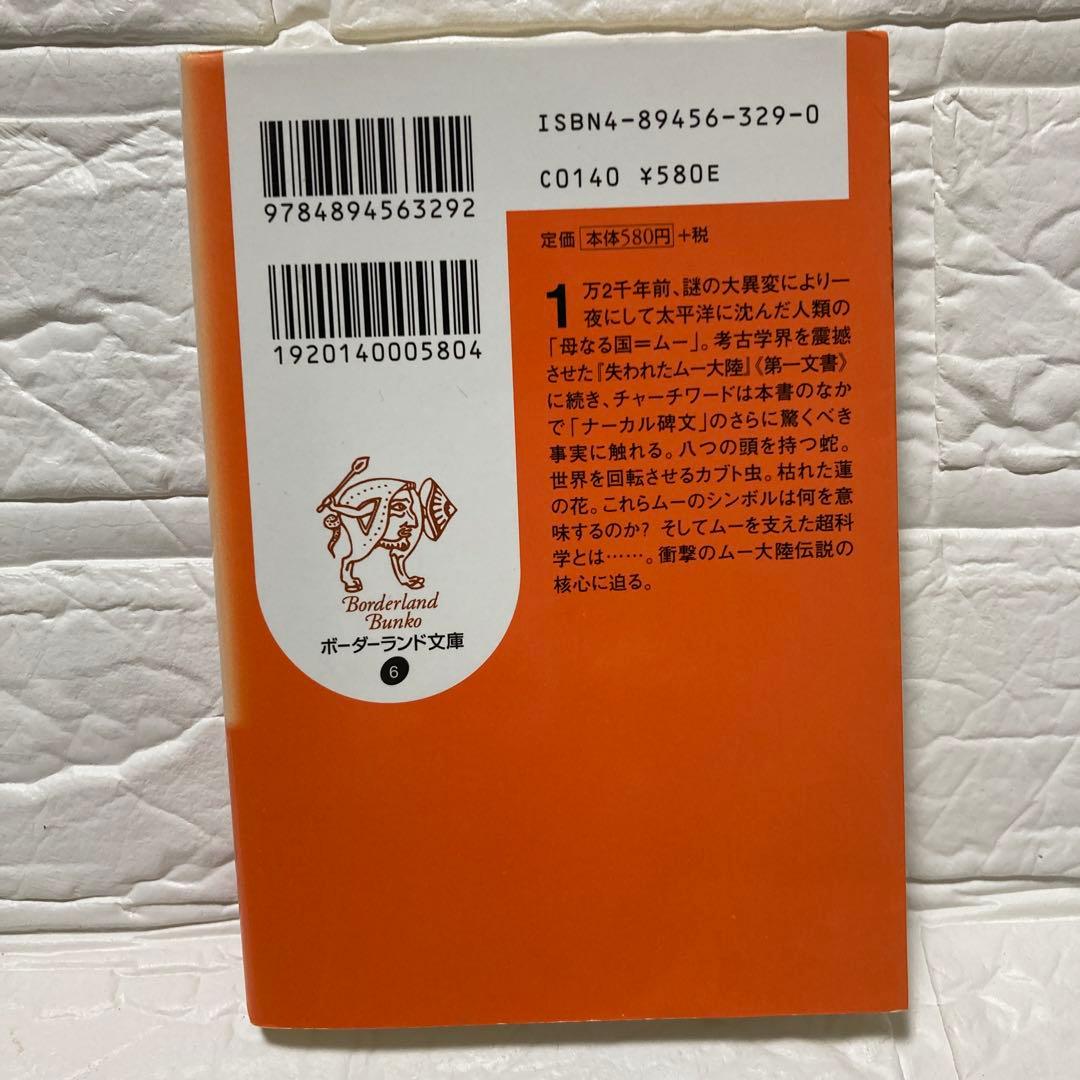 ISBN4-89456-329-0
C0140 ¥580E
9784894563292
1920140005804
定価 本体580円 +税
1万2千年前、謎の大異変により一
夜にして太平洋に沈んだ人類の
「母なる国=ムー」。考古学界を震撼
させた『失われたムー大陸』《第一文書》
に続き、チャーチワードは本書のなか
で「ナーカル碑文」のさらに驚くべき
事実に触れる。八つの頭を持つ蛇。
世界を回転させるカブト虫。枯れた蓮
の花。これらムーのシンボルは何を意
味するのか? そしてムーを支えた超科
学とは……。衝撃のムー大陸伝説の
核心に迫る。
Borderland
Bunko
ボーダーランド文庫
6